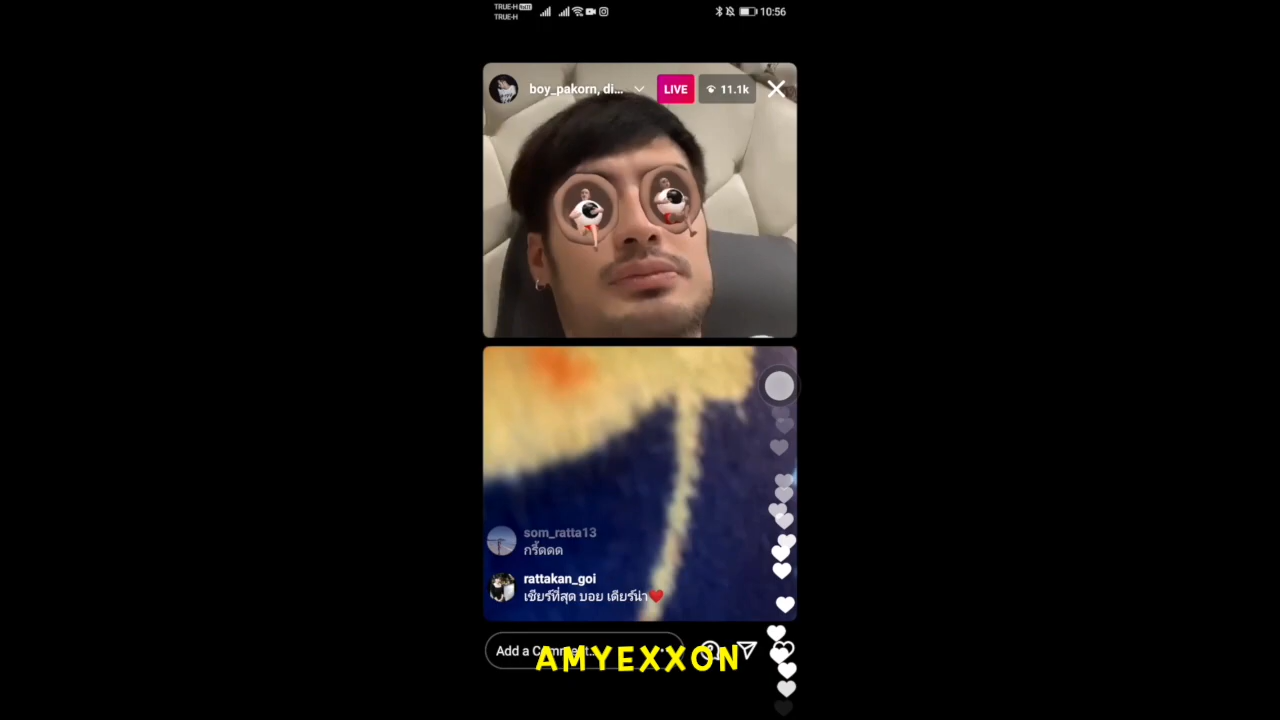 TRUE-H
TRUE-H
10:56
boy_pakorn, di...
LIVE
11.1k
som_ratta13
กรี้ดดด
rattakan_goi
เชียร์ที่สุด บอย เดียร์น่า
Add a Comment...
AMYEXXON